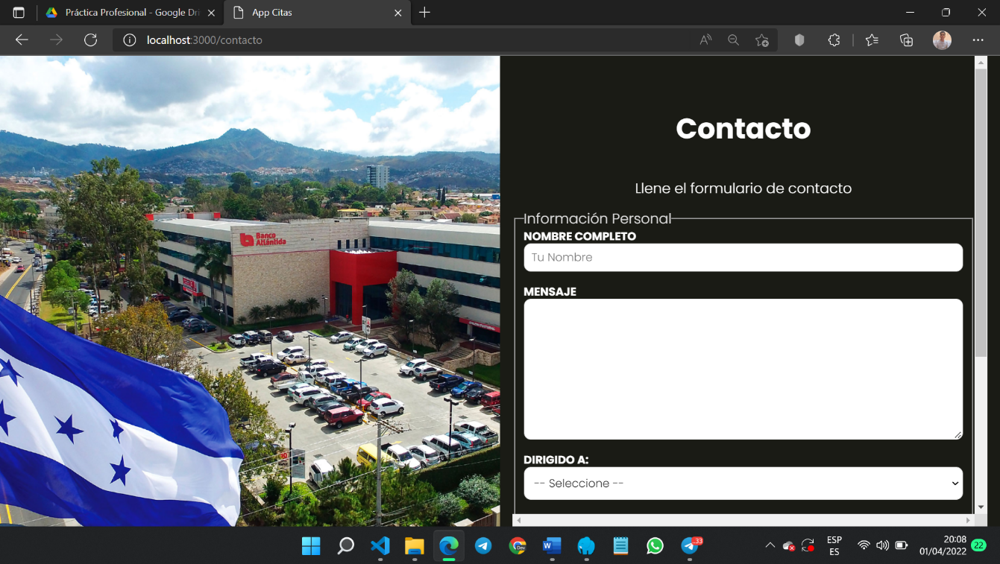 Práctica Profesional - Google Dri
App Citas
localhost:3000/contacto
Banco
Atlántida
Contacto
Llene el formulario de contacto
Información Personal
NOMBRE COMPLETO
Tu Nombre
MENSAJE
DIRIGIDO A:
-- Seleccione --
Dev
W
33
ESP
ES
20:08
01/04/2022
22